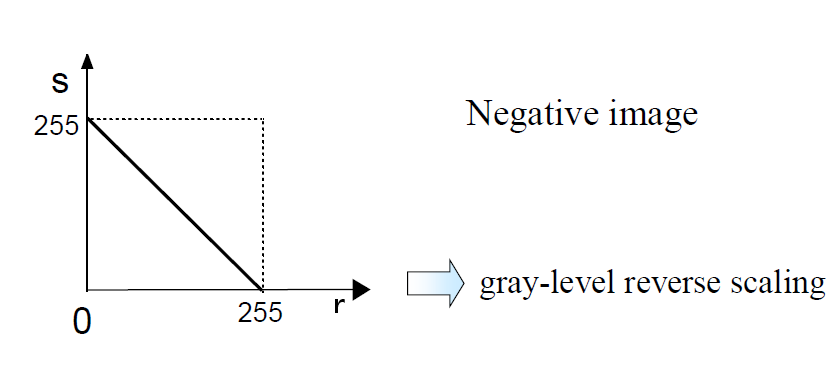 s
255
Negative image
gray-level reverse scaling
0
255
r